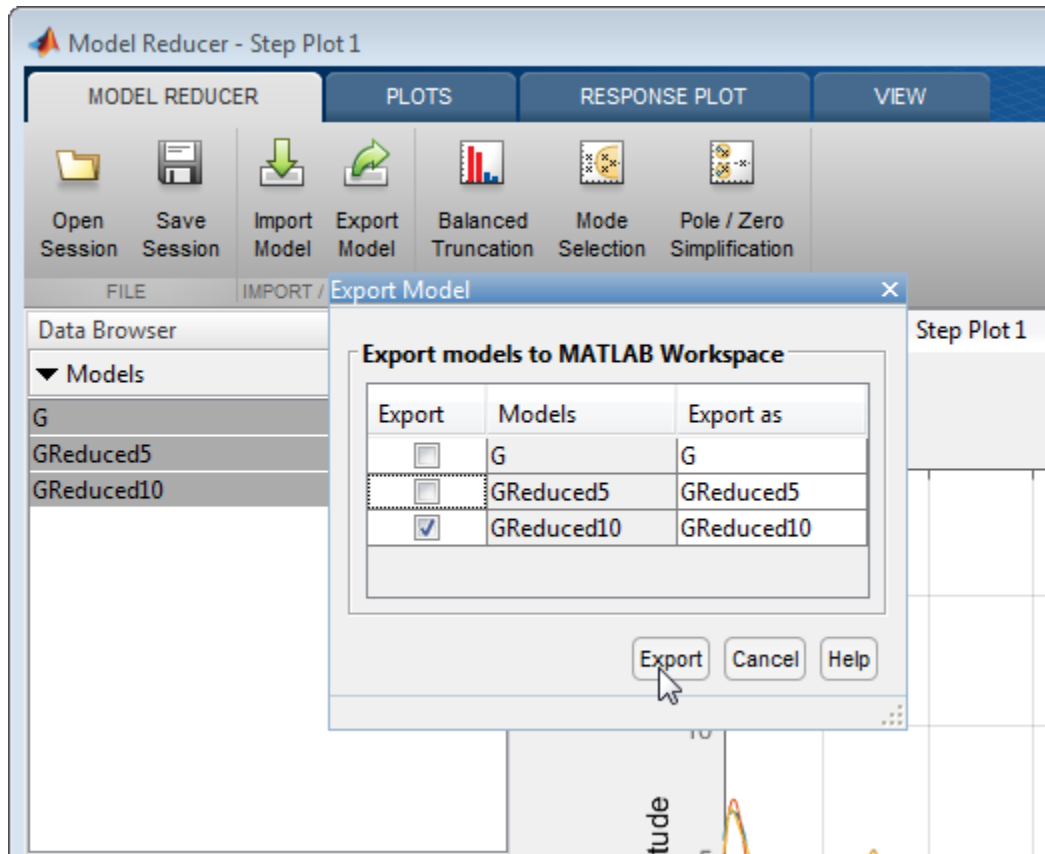 Model Reducer - Step Plot 1
MODEL REDUCER PLOTS RESPONSE PLOT VIEW
Open Session
Save Session
Import Model
Export Model
Balanced Truncation
Mode Selection
Pole / Zero Simplification
FILE IMPORT /
Export Model
Data Browser
Step Plot 1
Models
G
GReduced5
GReduced10
Export models to MATLAB Workspace
Export Models Export as
G G
GReduced5 GReduced5
GReduced10 GReduced10
Export Cancel Help
10